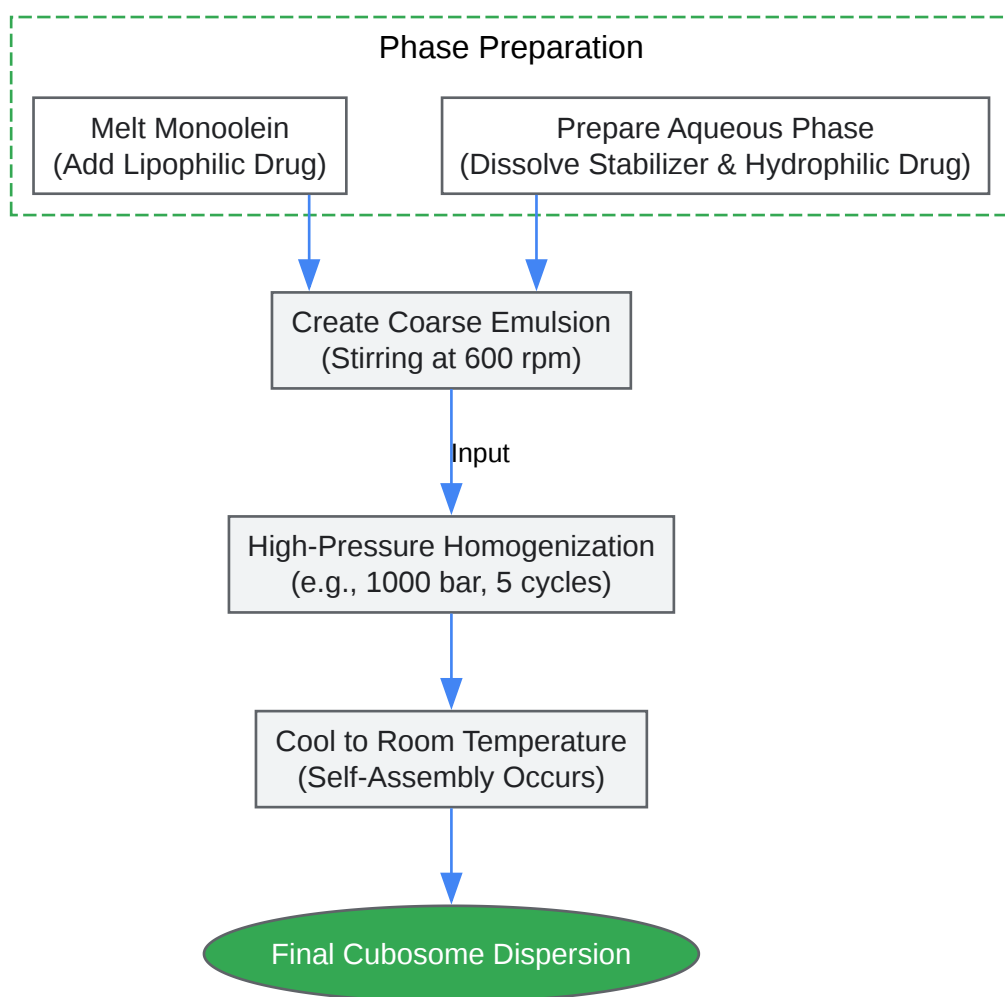 Phase Preparation
Melt Monoolein
(Add Lipophilic Drug)
Prepare Aqueous Phase
(Dissolve Stabilizer & Hydrophilic Drug)
Create Coarse Emulsion
(Stirring at 600 rpm)
Input
High-Pressure Homogenization
(e.g., 1000 bar, 5 cycles)
Cool to Room Temperature
(Self-Assembly Occurs)
Final Cubosome Dispersion